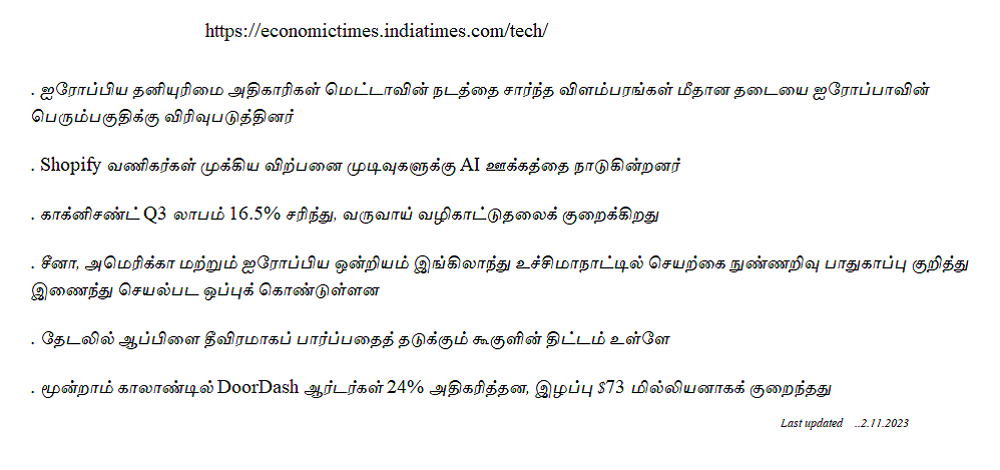 https://economictimes.indiatimes.com/tech/
. ஐரோப்பிய தனியுரிமை அதிகாரிகள் மெட்டாவின் நடத்தை சார்ந்த விளம்பரங்கள் மீதான தடையை ஐரோப்பாவின்
பெரும்பகுதிக்கு விரிவுபடுத்தினர்
. Shopify வணிகர்கள் முக்கிய விற்பனை முடிவுகளுக்கு AI ஊக்கத்தை நாடுகின்றனர்
. காக்னிசண்ட் Q3 லாபம் 16.5% சரிந்து, வருவாய் வழிகாட்டுதலைக் குறைக்கிறது
. சீனா, அமெரிக்கா மற்றும் ஐரோப்பிய ஒன்றியம் இங்கிலாந்து உச்சிமாநாட்டில் செயற்கை நுண்ணறிவு பாதுகாப்பு குறித்து
இணைந்து செயல்பட ஒப்புக் கொண்டுள்ளன
. தேடலில் ஆப்பிளை தீவிரமாகப் பார்ப்பதைத் தடுக்கும் கூகுளின் திட்டம் உள்ளே
. மூன்றாம் காலாண்டில் DoorDash ஆர்டர்கள் 24% அதிகரித்தன, இழப்பு $73 மில்லியனாகக் குறைந்தது
Last updated ..2.11.2023